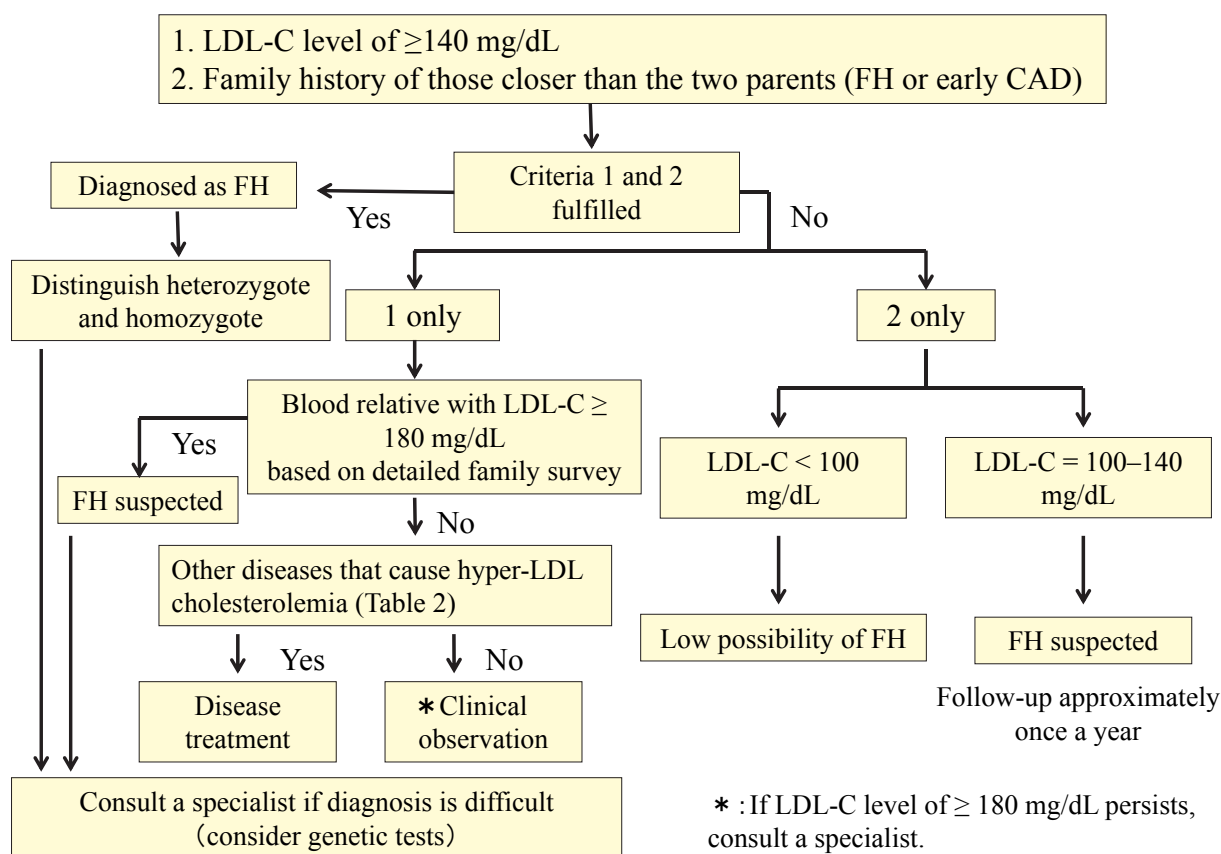 1. LDL-C level of ≥140 mg/dL
2. Family history of those closer than the two parents (FH or early CAD)
Criteria 1 and 2
fulfilled
Diagnosed as FH
Yes
No
Distinguish heterozygote
and homozygote
1 only
2 only
Blood relative with LDL-C ≥
180 mg/dL
based on detailed family survey
Yes
FH suspected
No
LDL-C < 100
mg/dL
LDL-C = 100–140
mg/dL
Other diseases that cause hyper-LDL
cholesterolemia (Table 2)
Low possibility of FH
FH suspected
Yes
No
Disease
treatment
*Clinical
observation
Follow-up approximately
once a year
Consult a specialist if diagnosis is difficult
(consider genetic tests)
* :If LDL-C level of ≥ 180 mg/dL persists,
consult a specialist.